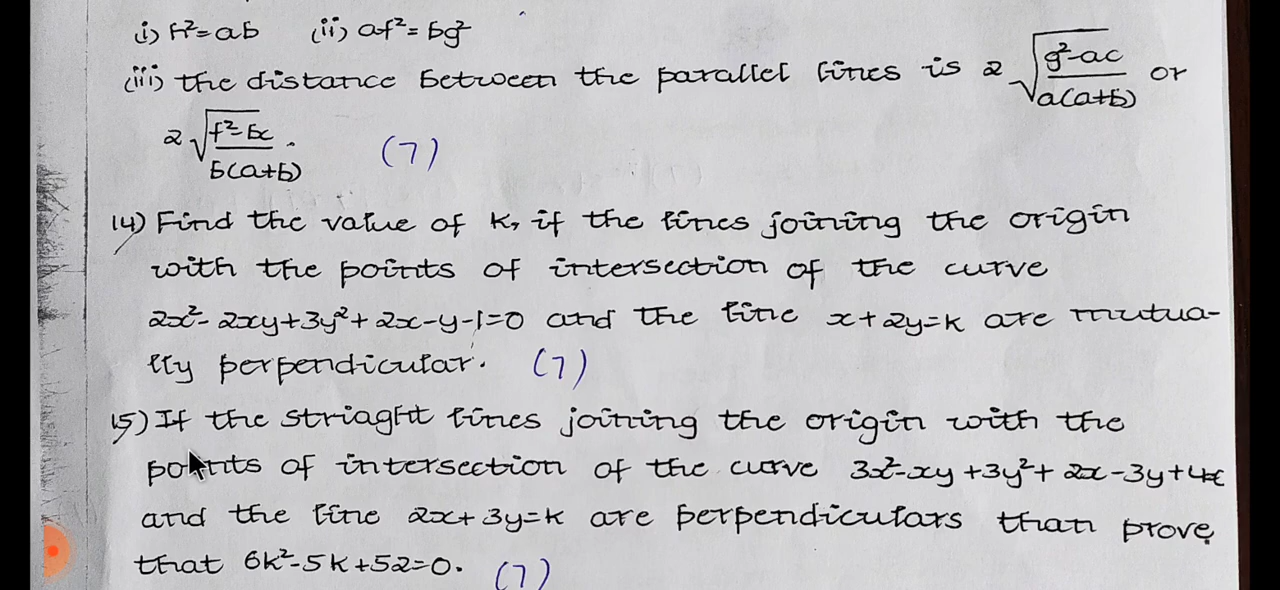 (i) h²=ab (ii) af²=bg²
(iii) the distance between the parallel lines is 2√(g²-ac)/(a(a+b)) or
2√(f²-bc)/(b(a+b)). (7)
14) Find the value of k, if the lines joining the origin
with the points of intersection of the curve
2x²-2xy+3y²+2x-y-1=0 and the line x+2y=k are mutua-
lly perpendicular. (7)
15) If the striaght lines joining the origin with the
points of intersection of the curve 3x²-xy+3y²+2x-3y+4x
and the line 2x+3y=k are perpendiculars than prove
that 6k²-5k+52=0. (7)